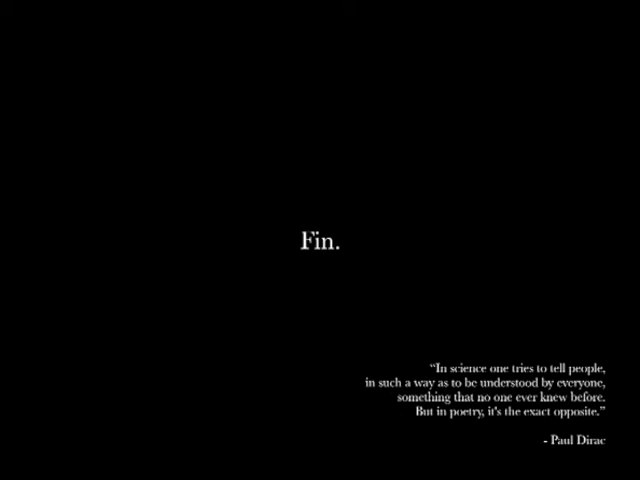 Fin.
“In science one tries to tell people,
in such a way as to be understood by everyone,
something that no one ever knew before.
But in poetry, it's the exact opposite.”
- Paul Dirac